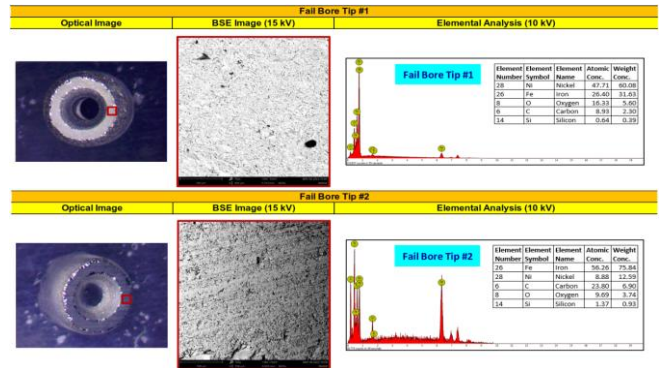 Fail Bore Tip #1
Optical Image BSE Image (15 kV) Elemental Analysis (10 kV)
Fail Bore Tip #1
Element Number Element Symbol Element Name Atomic Conc. Weight Conc.
28 Ni Nickel 47.71 60.08
26 Fe Iron 26.40 31.63
8 O Oxygen 16.33 5.60
6 C Carbon 8.93 2.30
14 Si Silicon 0.64 0.39
Fail Bore Tip #2
Optical Image BSE Image (15 kV) Elemental Analysis (10 kV)
Fail Bore Tip #2
Element Number Element Symbol Element Name Atomic Conc. Weight Conc.
26 Fe Iron 56.26 75.84
28 Ni Nickel 8.88 12.59
6 C Carbon 23.80 6.90
8 O Oxygen 9.69 3.74
14 Si Silicon 1.37 0.93